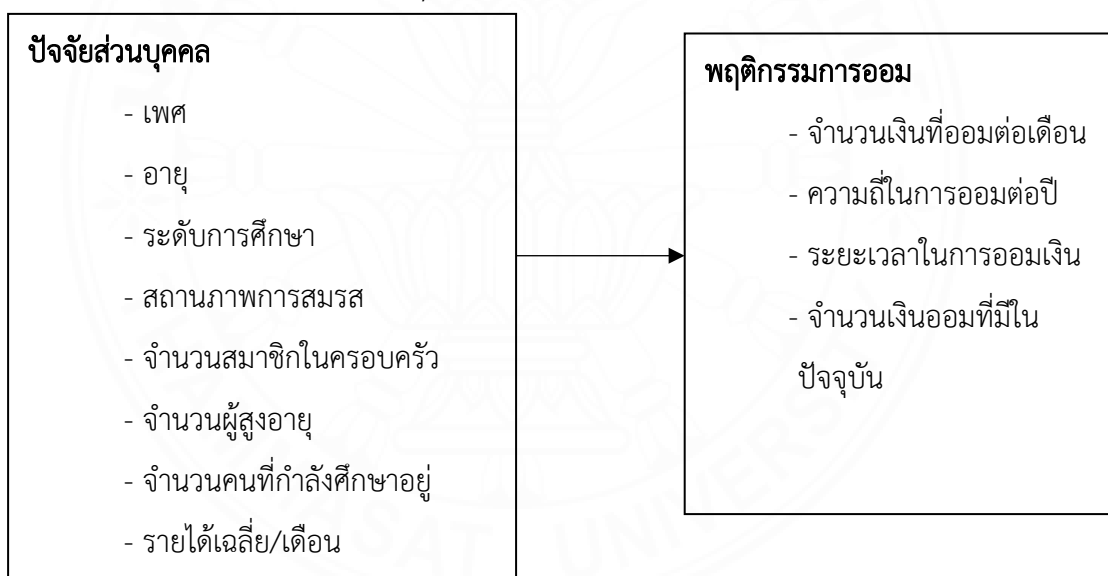 ปัจจัยส่วนบุคคล
- เพศ
- อายุ
- ระดับการศึกษา
- สถานภาพการสมรส
- จำนวนสมาชิกในครอบครัว
- จำนวนผู้สูงอายุ
- จำนวนคนที่กำลังศึกษาอยู่
- รายได้เฉลี่ย/เดือน
พฤติกรรมการออม
- จำนวนเงินที่ออมต่อเดือน
- ความถี่ในการออมต่อปี
- ระยะเวลาในการออมเงิน
- จำนวนเงินออมที่มีใน
ปัจจุบัน